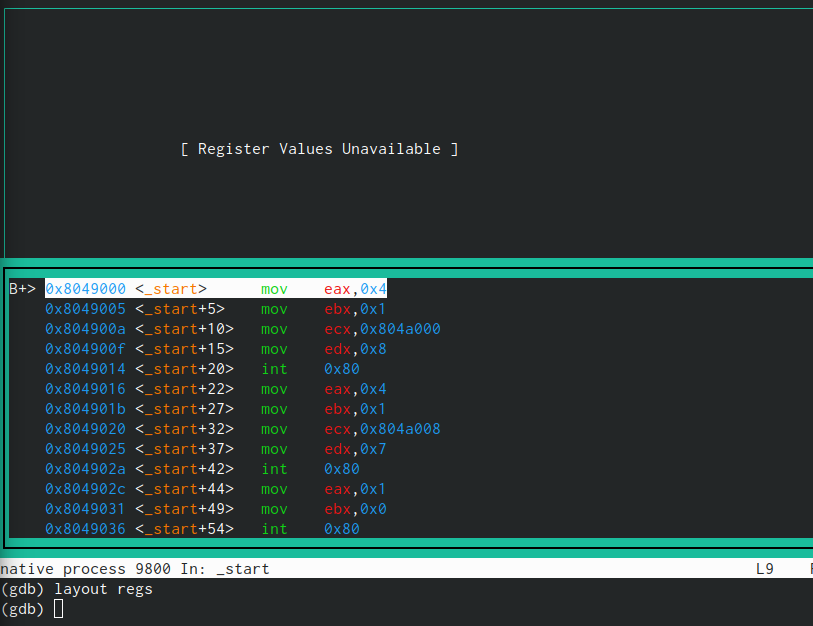 [ Register Values Unavailable ]
B+> 0x8049000 <_start> mov eax,0x4
0x8049005 <_start+5> mov ebx,0x1
0x804900a <_start+10> mov ecx,0x804a000
0x804900f <_start+15> mov edx,0x8
0x8049014 <_start+20> int 0x80
0x8049016 <_start+22> mov eax,0x4
0x804901b <_start+27> mov ebx,0x1
0x8049020 <_start+32> mov ecx,0x804a008
0x8049025 <_start+37> mov edx,0x7
0x804902a <_start+42> int 0x80
0x804902c <_start+44> mov eax,0x1
0x8049031 <_start+49> mov ebx,0x0
0x8049036 <_start+54> int 0x80
native process 9800 In: _start L9
(gdb) layout regs
(gdb)